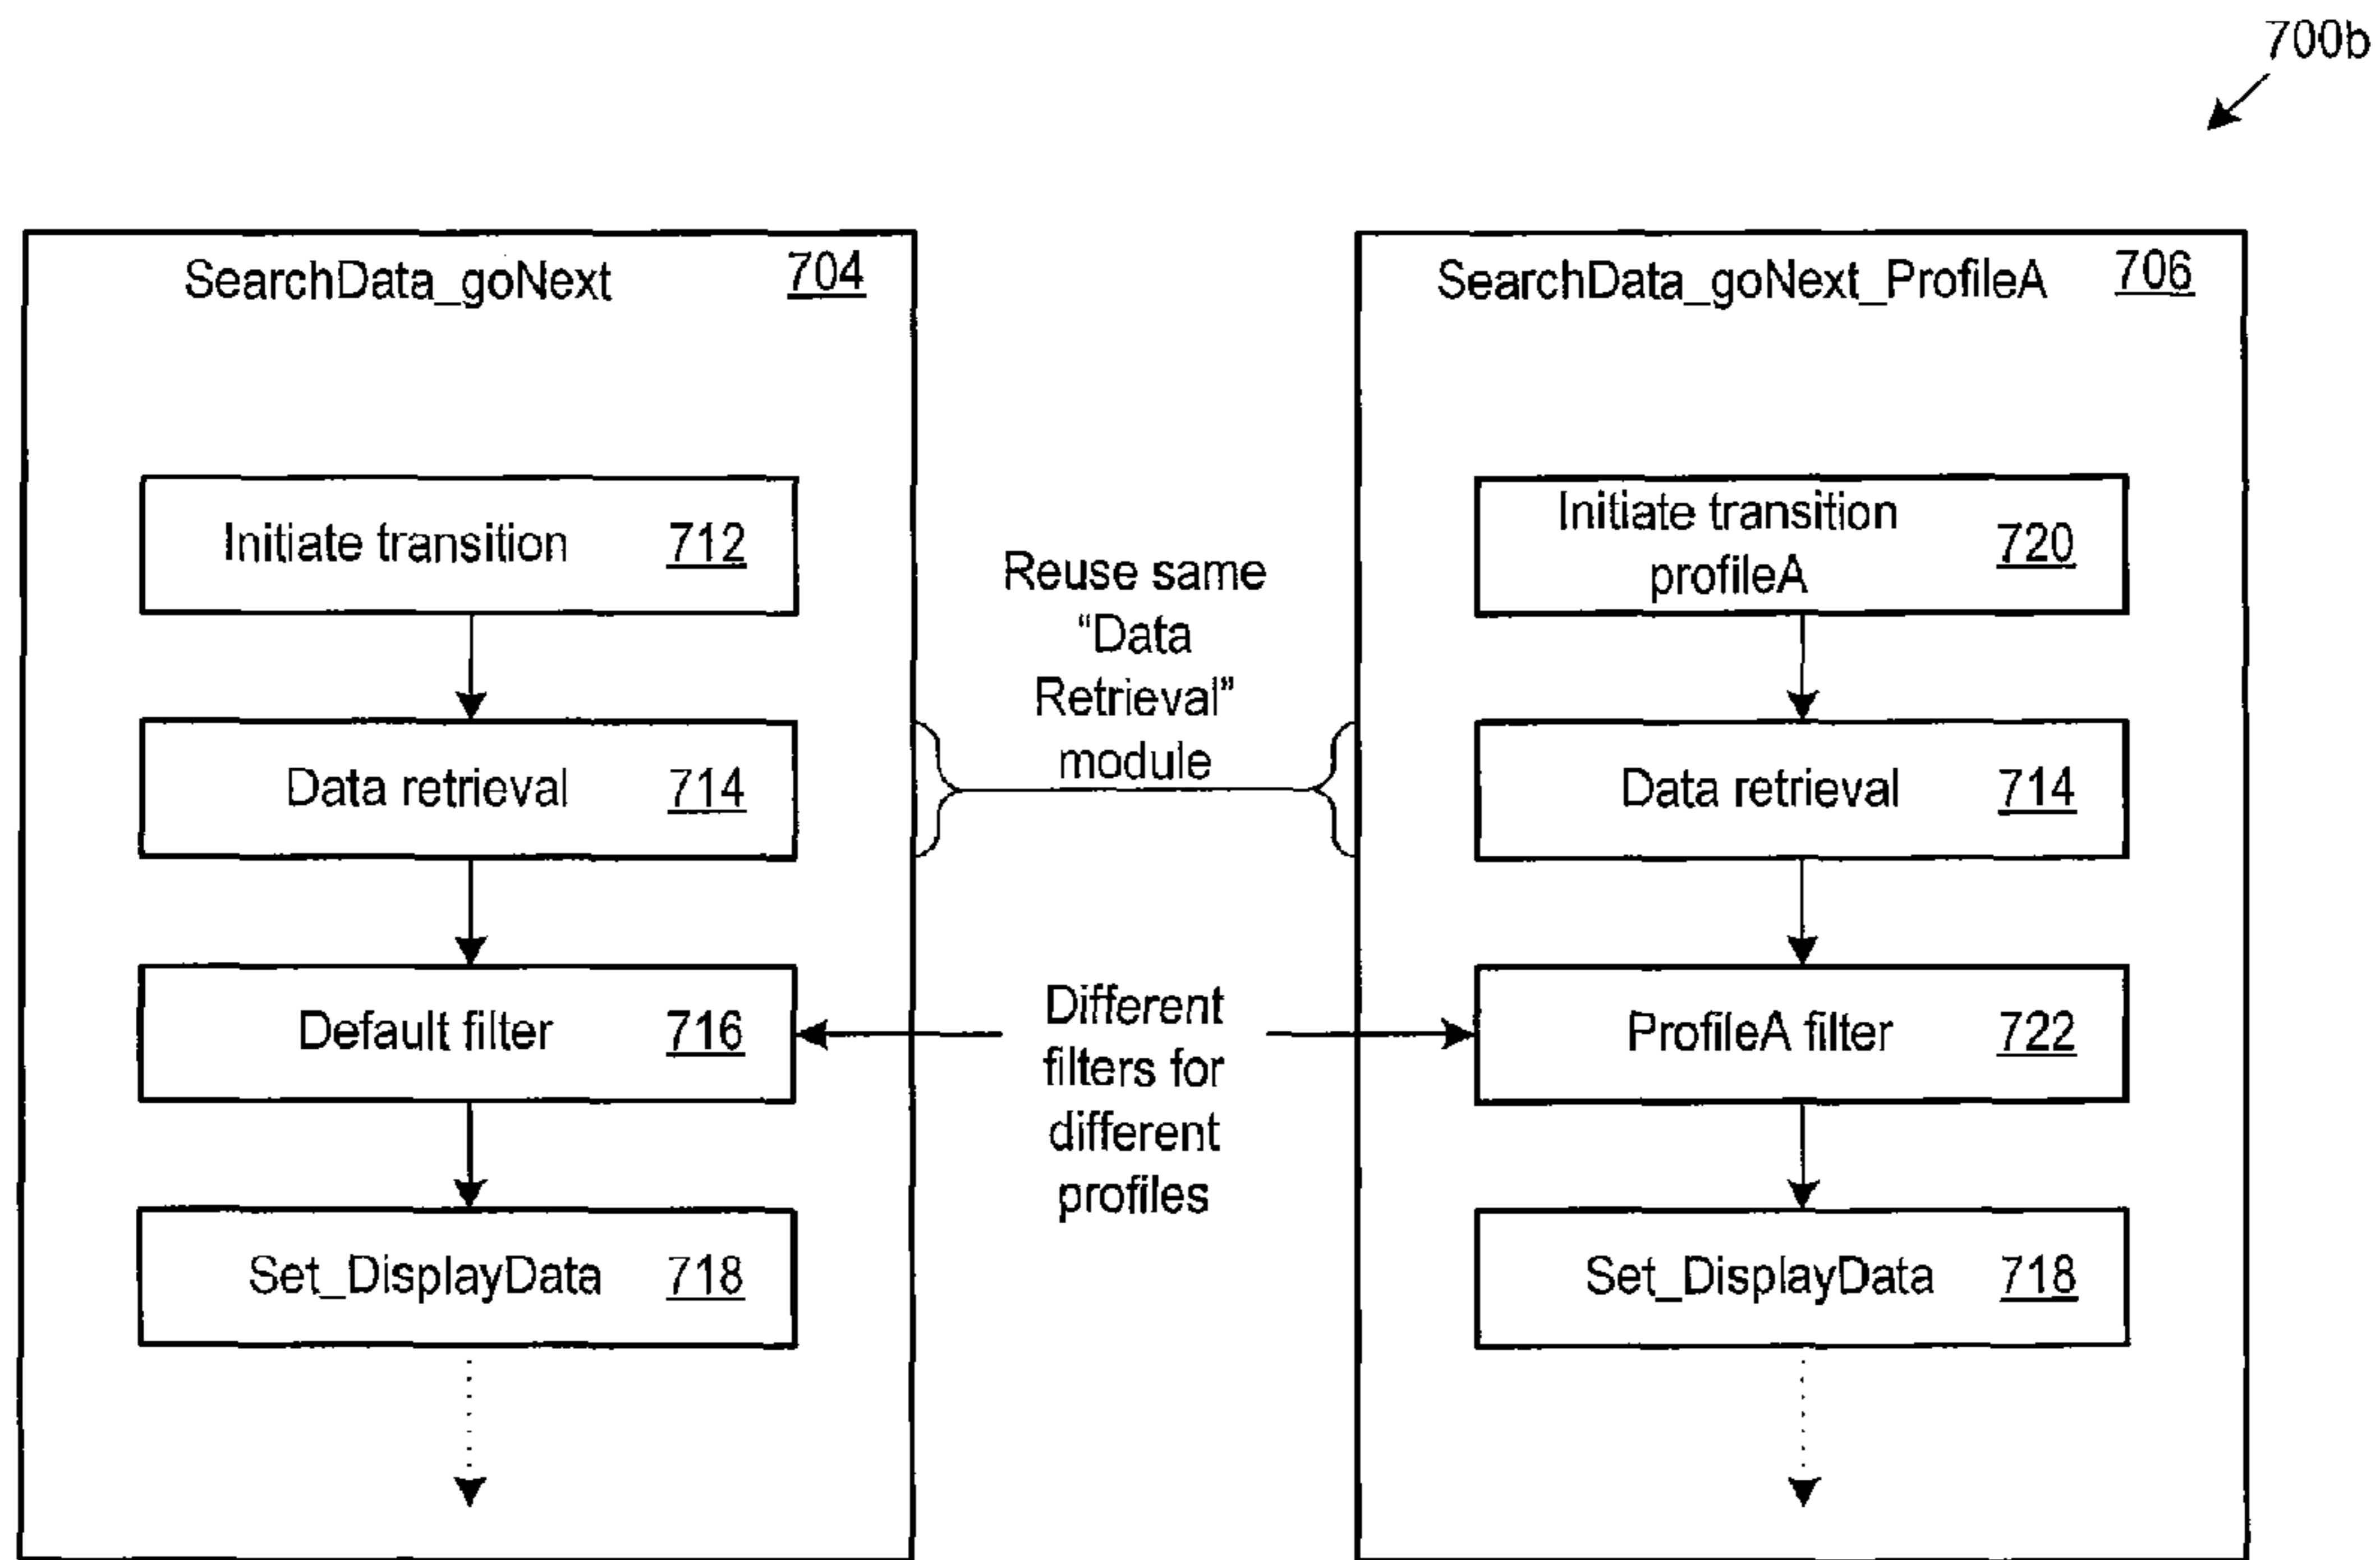 700b
SearchData_goNext 704
Initiate transition 712
Data retrieval 714
Default filter 716
Set_DisplayData 718
Reuse same
“Data
Retrieval”
module
Different
filters for
different
profiles
SearchData_goNext_ProfileA 706
Initiate transition
profileA 720
Data retrieval 714
ProfileA filter 722
Set_DisplayData 718